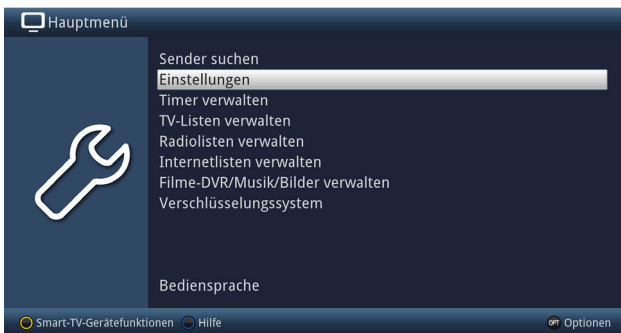 Hauptmenü
Sender suchen
Einstellungen
Timer verwalten
TV-Listen verwalten
Radiolisten verwalten
Internetlisten verwalten
Filme-DVR/Musik/Bilder verwalten
Verschlüsselungssystem
Bediensprache
Smart-TV-Gerätefunktionen Hilfe OPT Optionen